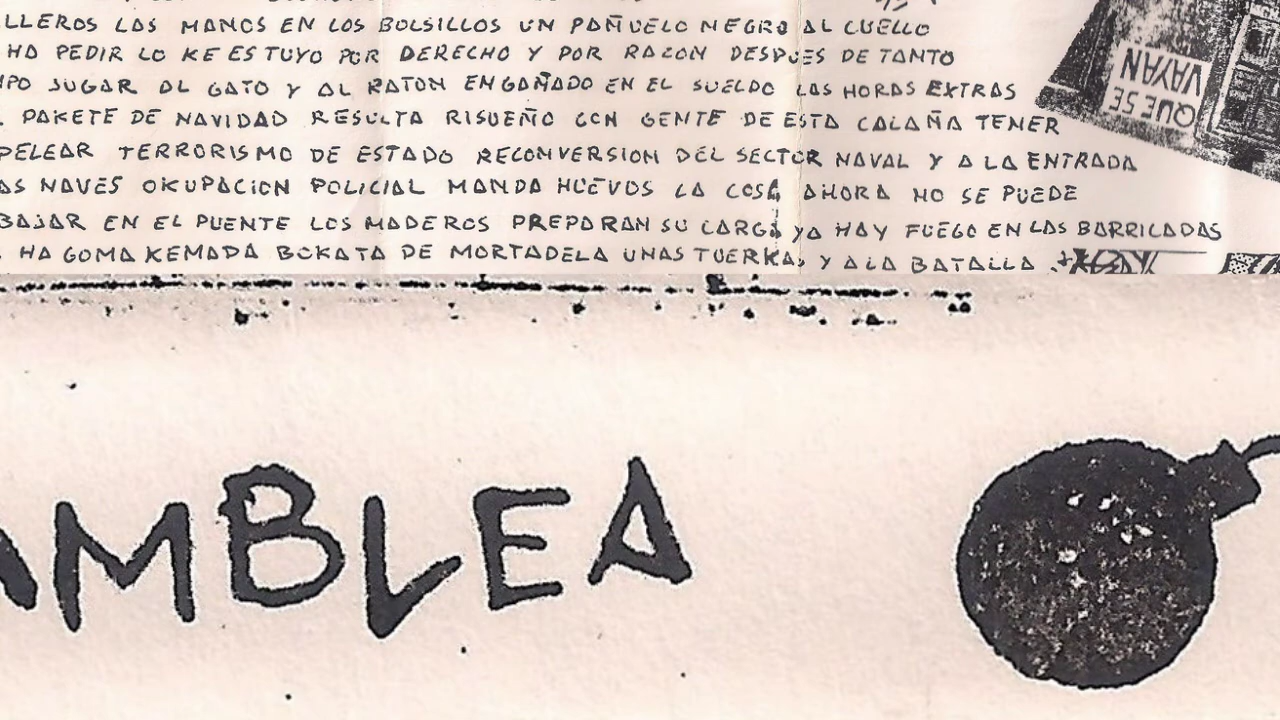 LLEROS LAS MANOS EN LOS BOLSILLOS UN PAÑUELO NEGRO AL CUELLO
HA PEDIR LO KE ES TUYO POR DERECHO Y POR RAZON DESPUES DE TANTO
PO JUGAR AL GATO Y AL RATON ENGAÑADO EN EL SUELDO LAS HORAS EXTRAS
PAKETE DE NAVIDAD RESULTA RISUEÑO CON GENTE DE ESTA CALAÑA TENER
PELEAR TERRORISMO DE ESTADO RECONVERSION DEL SECTOR NAVAL Y A LA ENTRADA
AS NAVES OKUPACION POLICIAL MANDA HUEVOS LA COSA AHORA NO SE PUEDE
BAJAR EN EL PUENTE LOS MADEROS PREPARAN SU CARGA YA HAY FUEGO EN LAS BARRICADAS
HA GOMA KEMADA BOKATA DE MORTADELA UNAS TUERKAS Y A LA BATALLA
QUE SE
VAYAN
AMBLEA